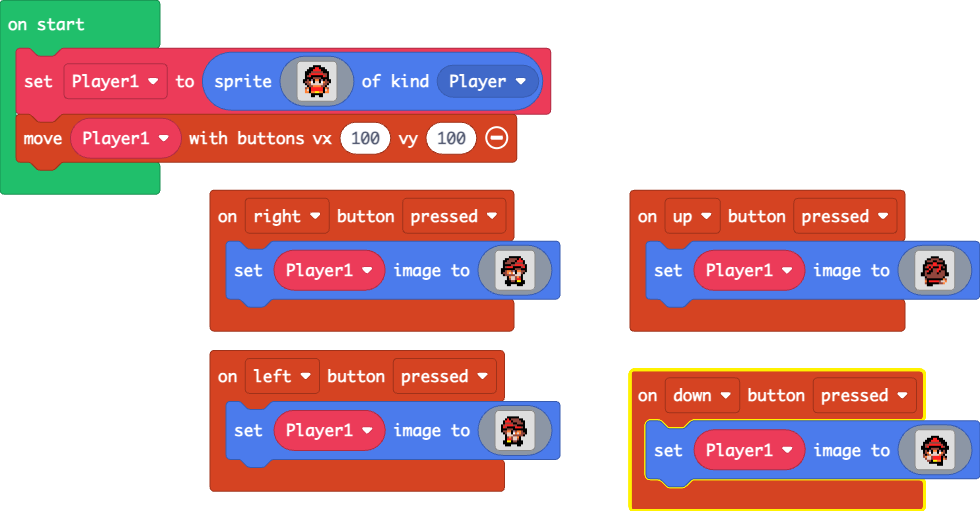 on start
set Player1 to sprite of kind Player
move Player1 with buttons vx 100 vy 100
on right button pressed
set Player1 image to
on up button pressed
set Player1 image to
on left button pressed
set Player1 image to
on down button pressed
set Player1 image to